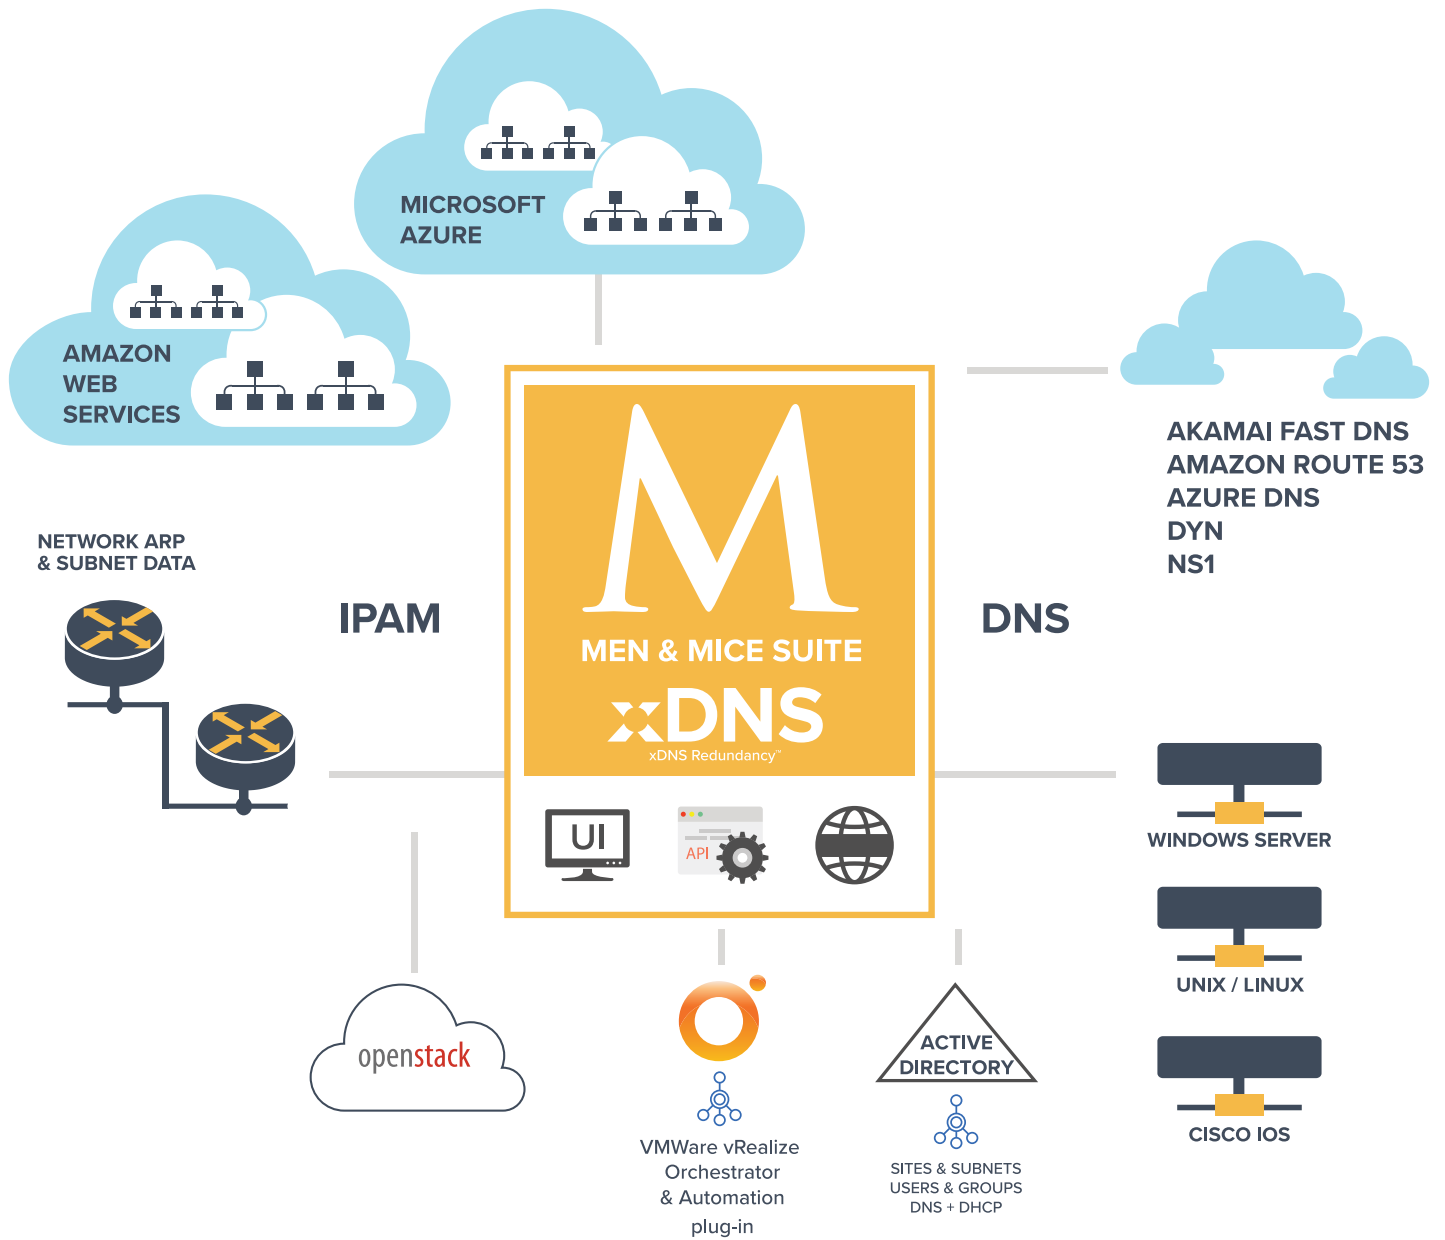 MICROSOFT
AZURE
AMAZON
WEB
SERVICES
AKAMAI FAST DNS
AMAZON ROUTE 53
AZURE DNS
DYN
NS1
NETWORK ARP
& SUBNET DATA
IPAM
MEN & MICE SUITE
xDNS
xDNS Redundancy™
DNS
UI
API
WINDOWS SERVER
UNIX / LINUX
CISCO IOS
openstack
VMWare vRealize
Orchestrator
& Automation
plug-in
ACTIVE
DIRECTORY
SITES & SUBNETS
USERS & GROUPS
DNS + DHCP